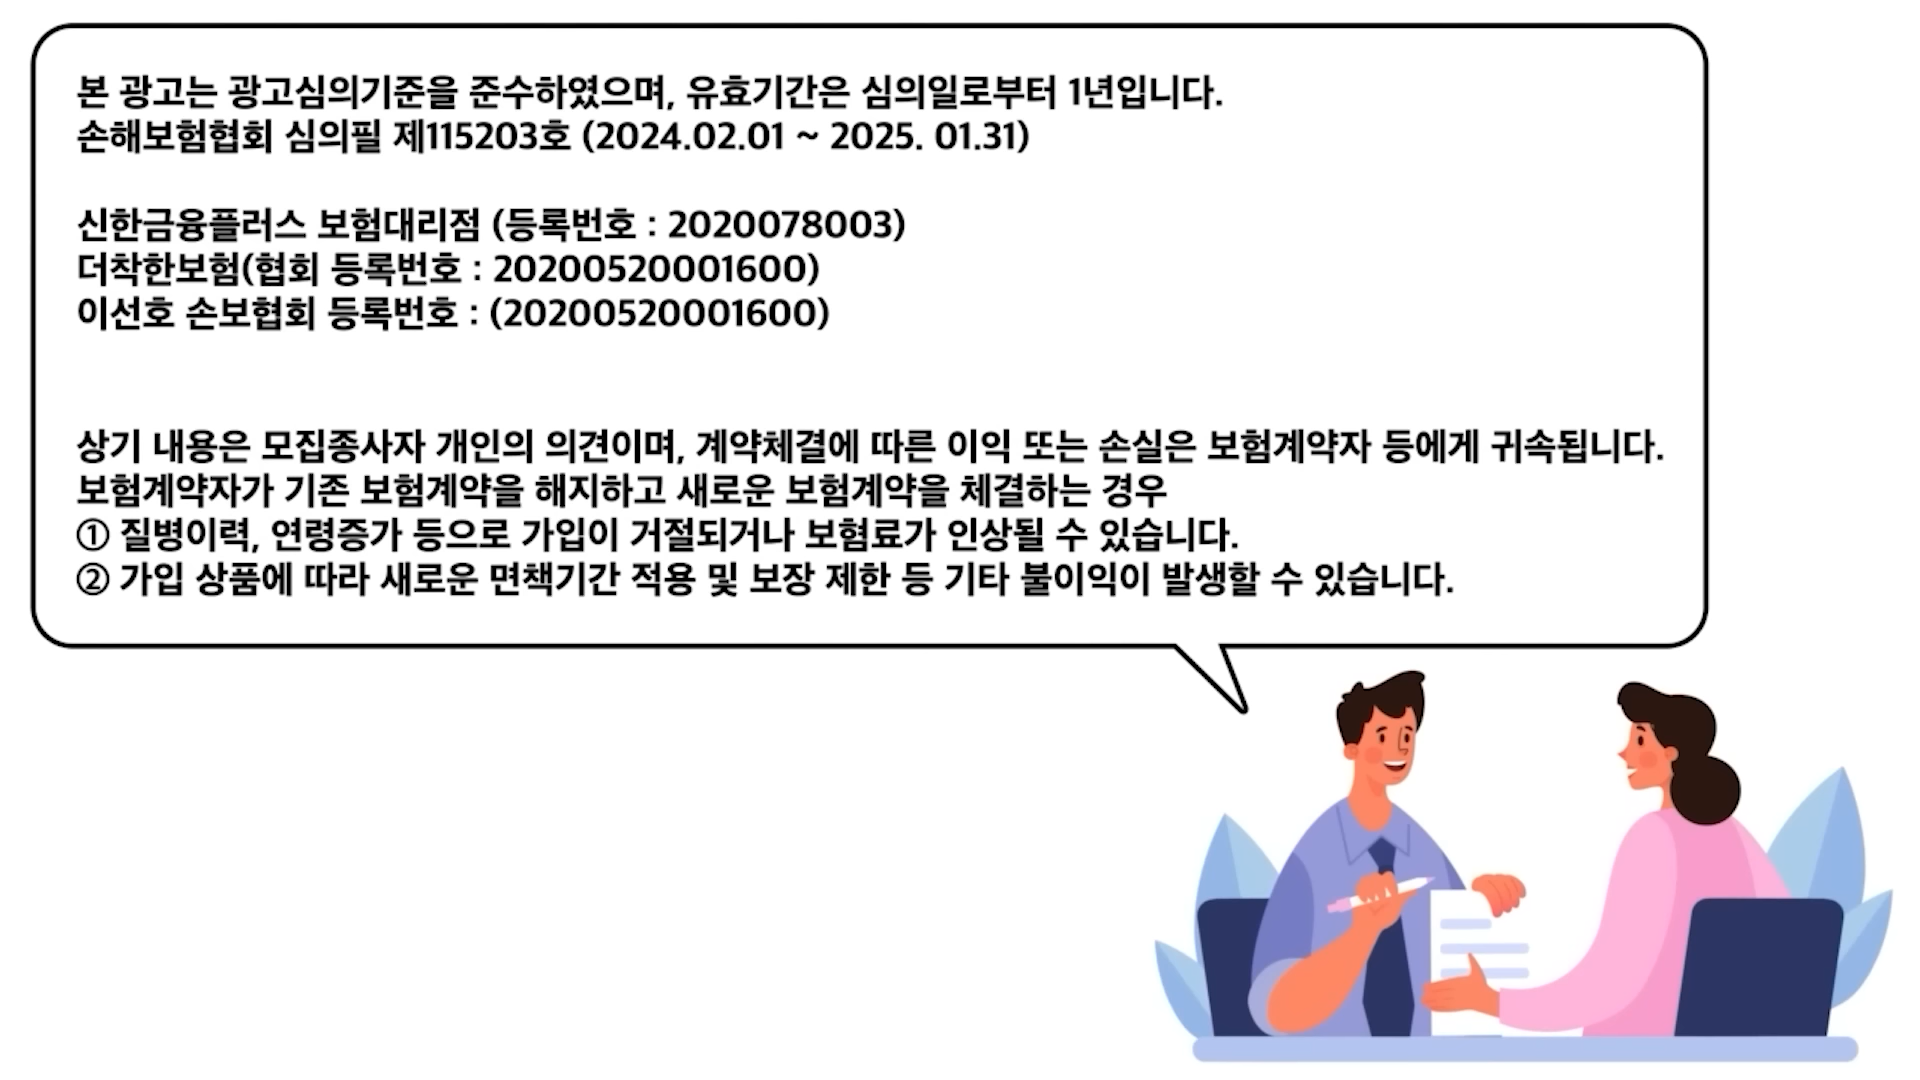 본 광고는 광고심의기준을 준수하였으며, 유효기간은 심의일로부터 1년입니다.
손해보험협회 심의필 제115203호 (2024.02.01 ~ 2025. 01.31)
신한금융플러스 보험대리점 (등록번호 : 2020078003)
더착한보험(협회 등록번호 : 20200520001600)
이선호 손보협회 등록번호 : (20200520001600)
상기 내용은 모집종사자 개인의 의견이며, 계약체결에 따른 이익 또는 손실은 보험계약자 등에게 귀속됩니다.
보험계약자가 기존 보험계약을 해지하고 새로운 보험계약을 체결하는 경우
① 질병이력, 연령증가 등으로 가입이 거절되거나 보혐료가 인상될 수 있습니다.
② 가입 상품에 따라 새로운 면책기간 적용 및 보장 제한 등 기타 불이익이 발생할 수 있습니다.